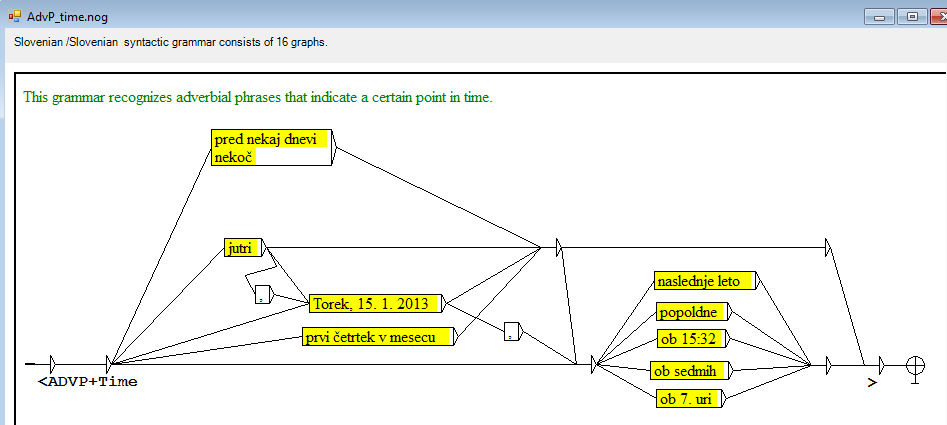 AdvP_time.nog
Slovenian /Slovenian  syntactic grammar consists of 16 graphs.
This grammar recognizes adverbial phrases that indicate a certain point in time.
pred nekaj dnevi
nekoč
jutri
,
Torek, 15. 1. 2013
prvi četrtek v mesecu
,
naslednje leto
popoldne
ob 15:32
ob sedmih
ob 7. uri
<ADVP+Time
>